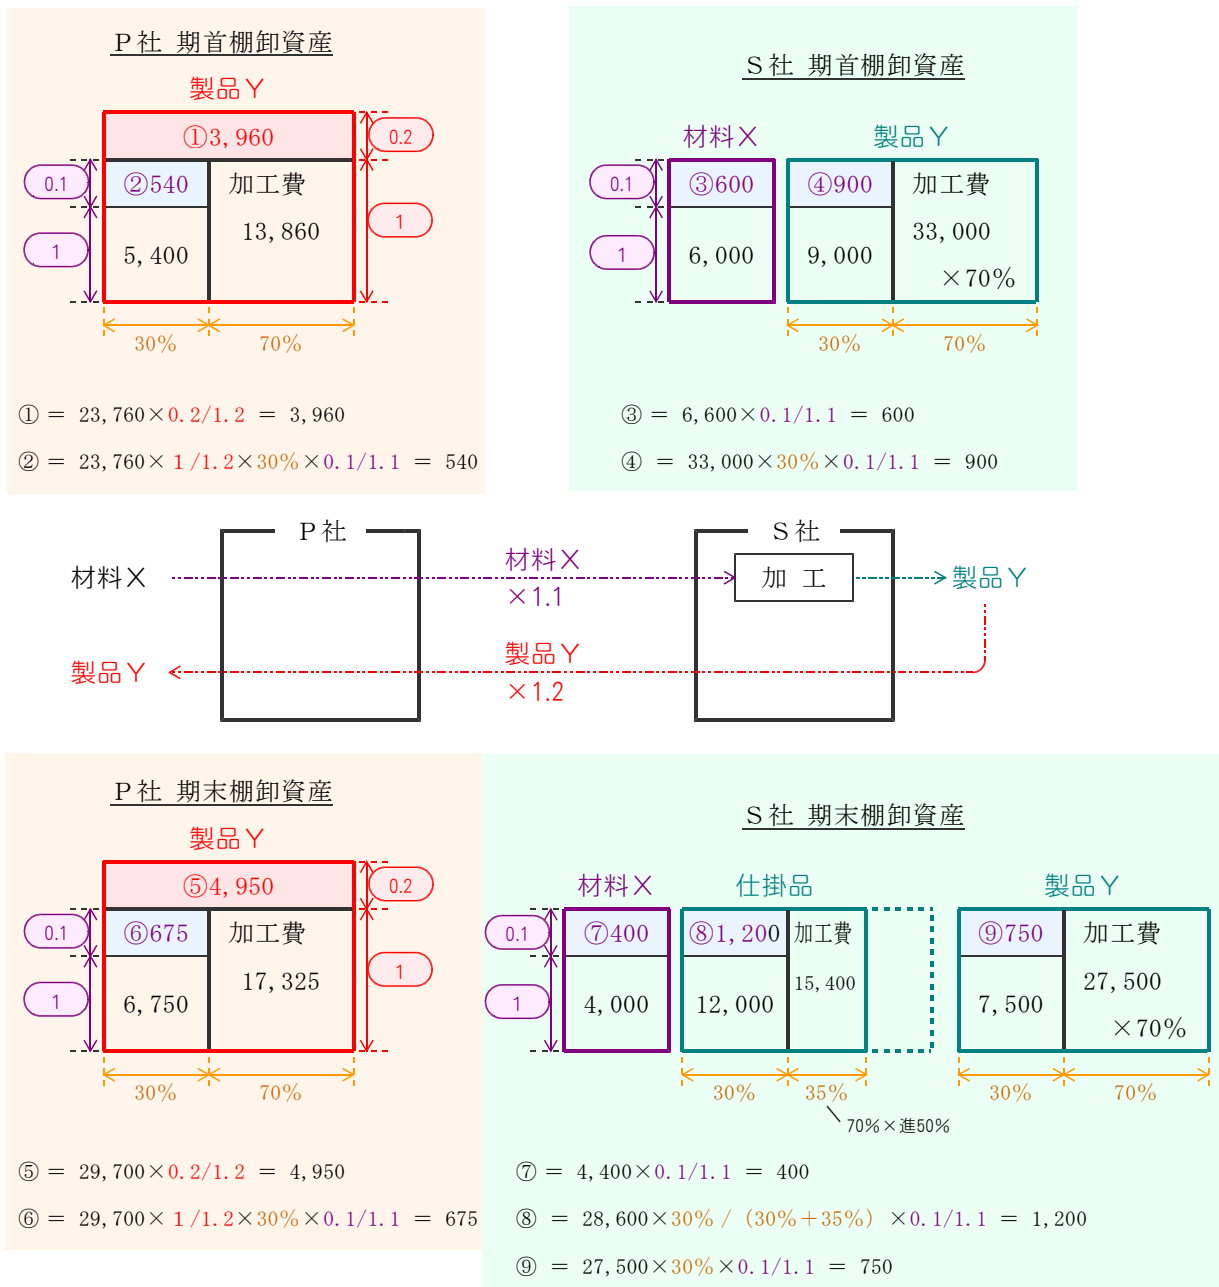 P社 期首棚卸資産
製品Y
①3,960
0.2
0.1
②540
加工費
13,860
1
1
5,400
30%
70%
①＝ 23,760×0.2/1.2 ＝ 3,960
②＝ 23,760×1/1.2×30%×0.1/1.1 ＝ 540
S社 期首棚卸資産
材料X
製品Y
0.1
③600
④900
加工費
33,000
×70%
1
6,000
9,000
30%
70%
③＝ 6,600×0.1/1.1 ＝ 600
④ ＝ 33,000×30%×0.1/1.1 ＝ 900
P社
S社
材料X
材料X
×1.1
加 工
製品Y
製品Y
製品Y
×1.2
P社 期末棚卸資産
製品Y
⑤4,950
0.2
0.1
⑥675
加工費
17,325
1
1
6,750
30%
70%
⑤＝ 29,700×0.2/1.2 ＝ 4,950
⑥＝ 29,700×1/1.2×30%×0.1/1.1 ＝ 675
S社 期末棚卸資産
材料X
仕掛品
製品Y
0.1
⑦400
⑧1,200
加工費
15,400
⑨750
加工費
27,500
×70%
1
4,000
12,000
7,500
30%
35%
30%
70%
70%×進50%
⑦＝ 4,400×0.1/1.1 ＝ 400
⑧ ＝ 28,600×30%/（30%＋35%）×0.1/1.1 ＝ 1,200
⑨ ＝ 27,500×30%×0.1/1.1 ＝ 750